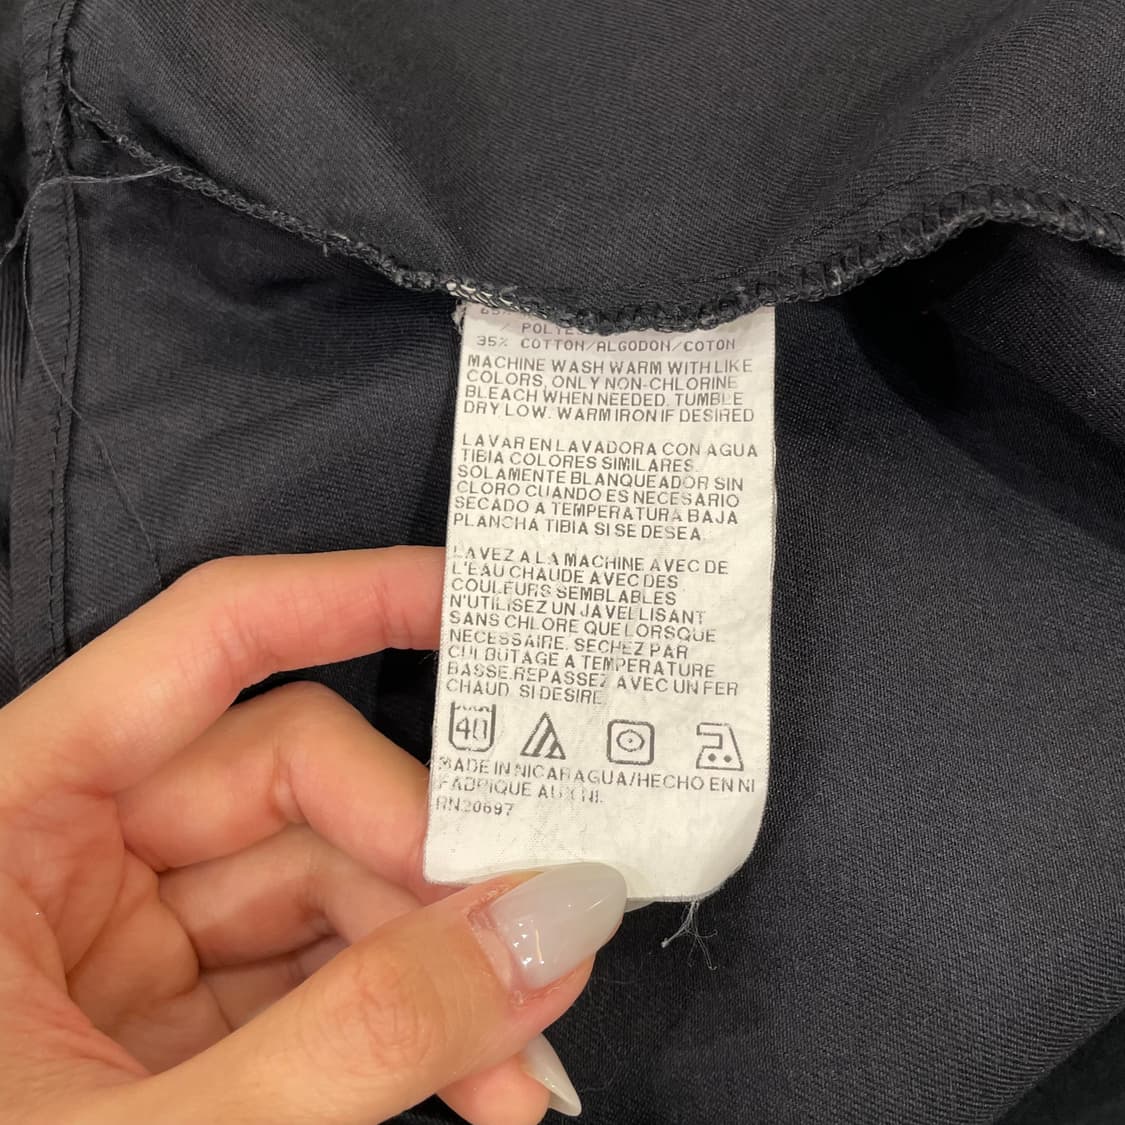 65%
POLYES
35% COTTON/ALGODON/COTON
MACHINE WASH WARM WITH LIKE
COLORS, ONLY NON-CHLORINE
BLEACH WHEN NEEDED. TUMBLE
DRY LOW. WARM IRON IF DESIRED
LAVAR EN LAVADORA CON AGUA
TIBIA COLORES SIMILARES.
SOLAMENTE BLANQUEADOR SIN
CLORO CUANDO ES NECESARIO
SECADO A TEMPERATURA BAJA
PLANCHA TIBIA SI SE DESEA.
LAVEZ A LA MACHINE AVEC DE
L'EAU CHAUDE AVEC DES
COULEURS SEMBLABLES
N'UTILISEZ UN JAVELLISANT
SANS CHLORE QUE LORSQUE
NECESSAIRE. SECHEZ PAR
CULBUTAGE A TEMPERATURE
BASSE. REPASSEZ AVEC UN FER
CHAUD SI DESIRE
40
MADE IN NICARAGUA/HECHO EN NI
FABRIQUE AU NI.
RN20697